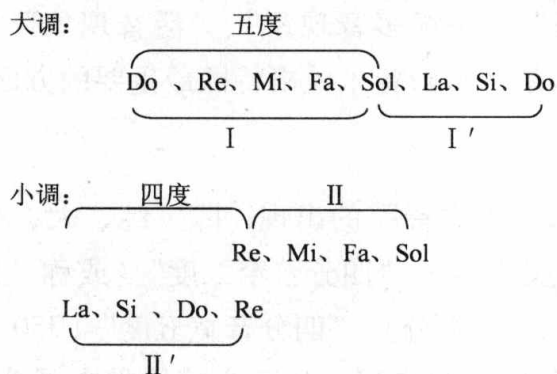 大调： 五度
Do 、Re、Mi、Fa、Sol、La、Si、Do
Ⅰ Ⅰ′
小调： 四度 Ⅱ
Re、Mi、Fa、Sol
La、Si 、Do、Re
Ⅱ′